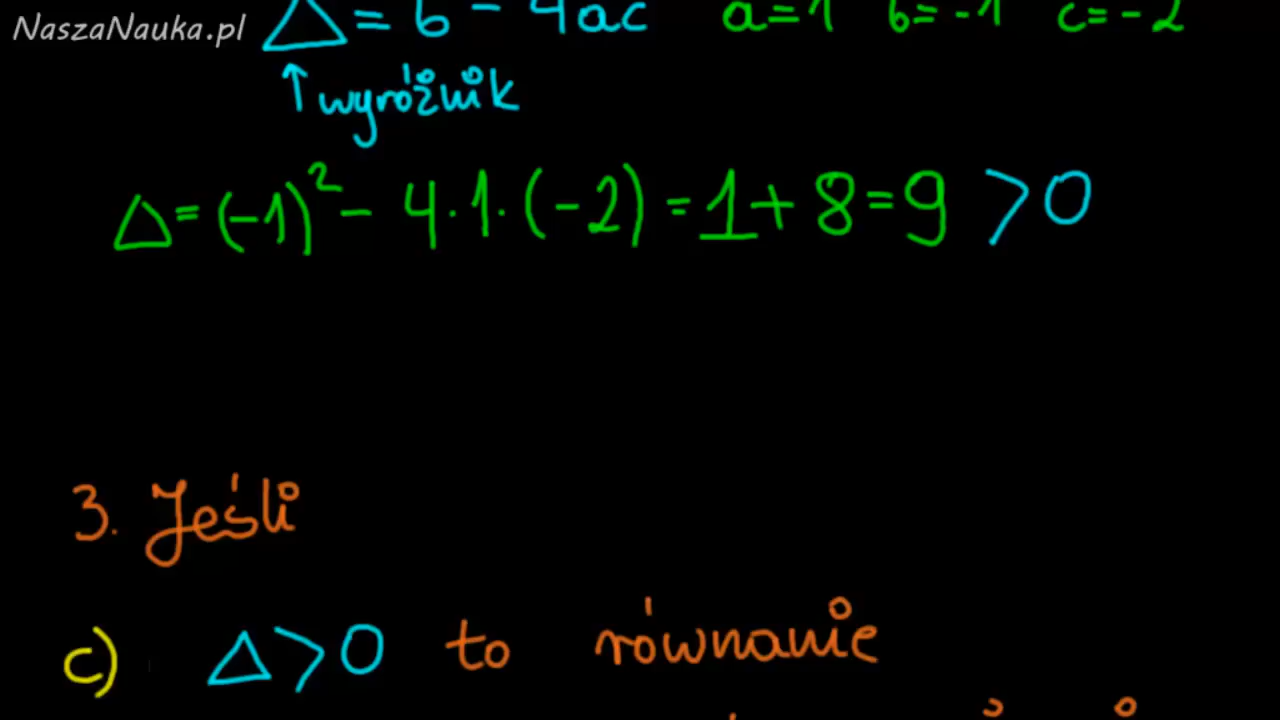 NaszaNauka.pl
Δ = b - 4ac a=1 b=-1 c=-2
↑ wyróżnik
Δ = (-1)² - 4·1·(-2) = 1+8=9 >0
3. Jeśli
c) Δ>0 to równanie